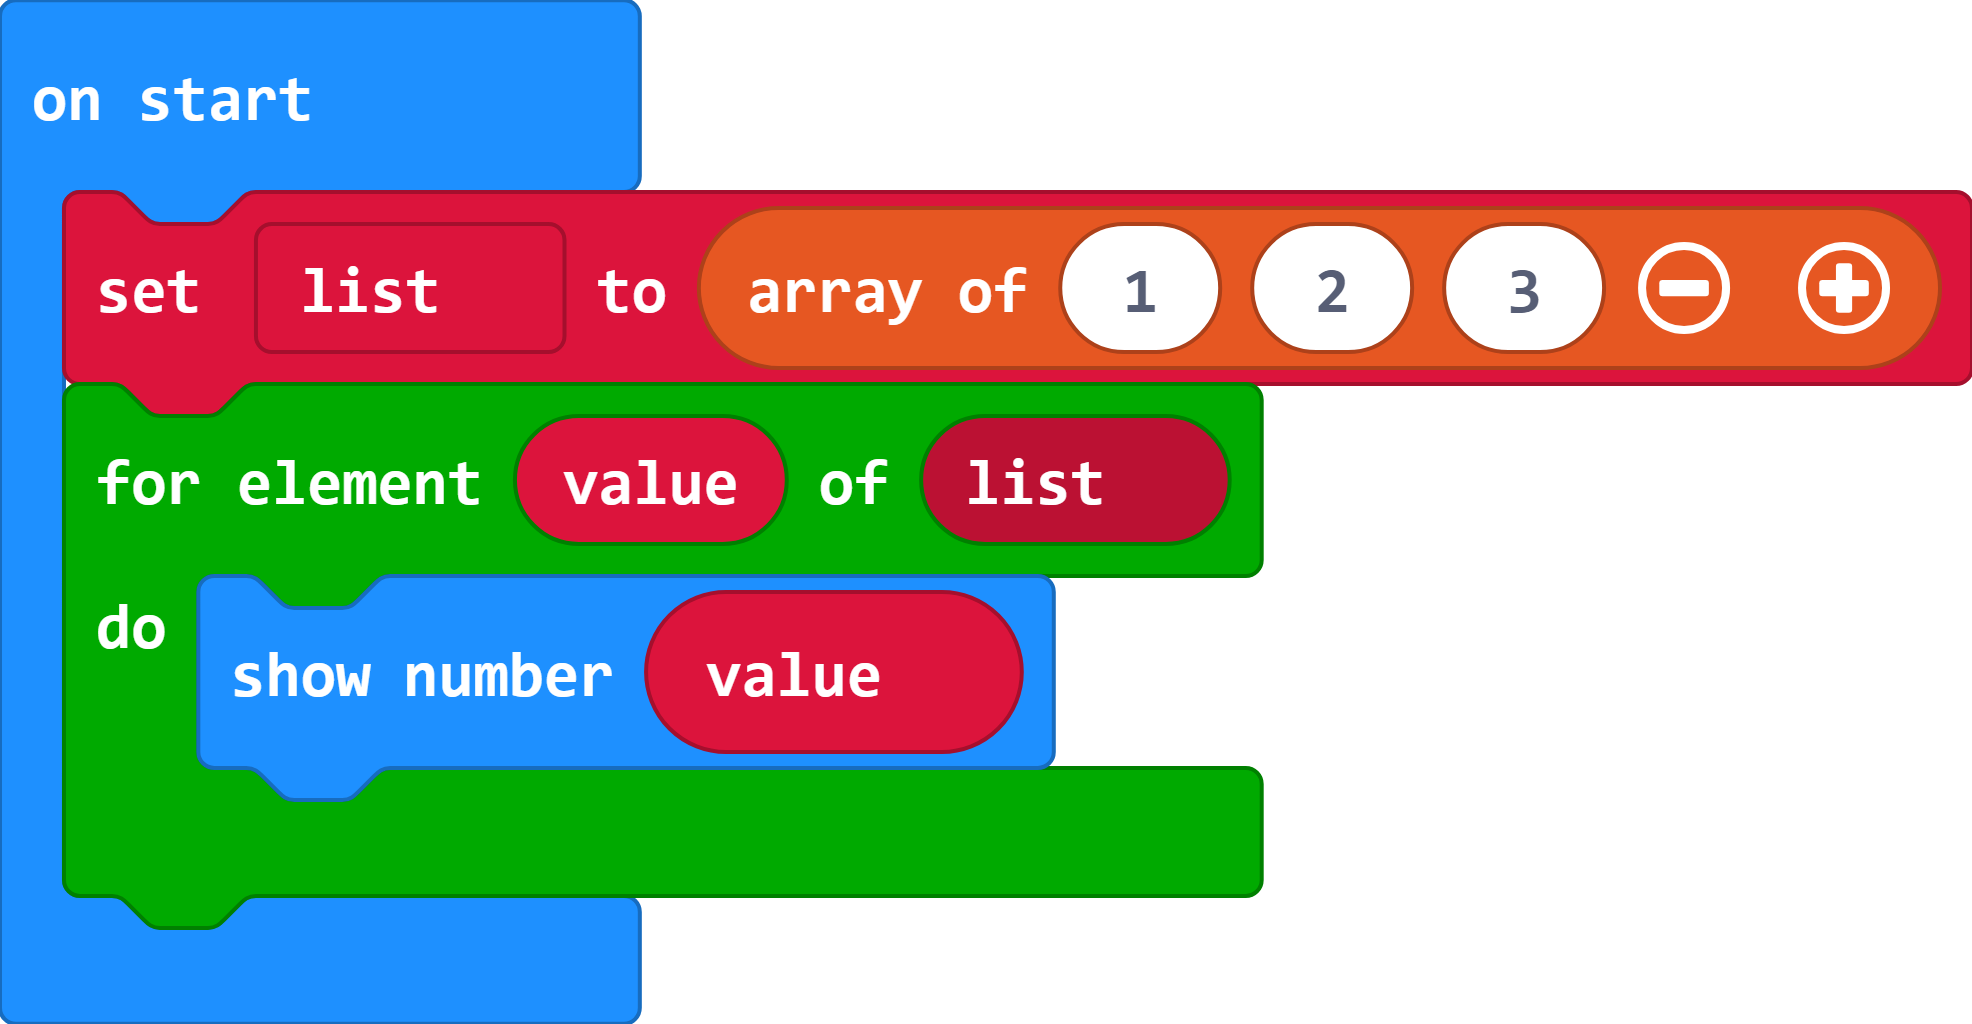 on start
set list to array of 1 2 3
for element value of list
do
show number value